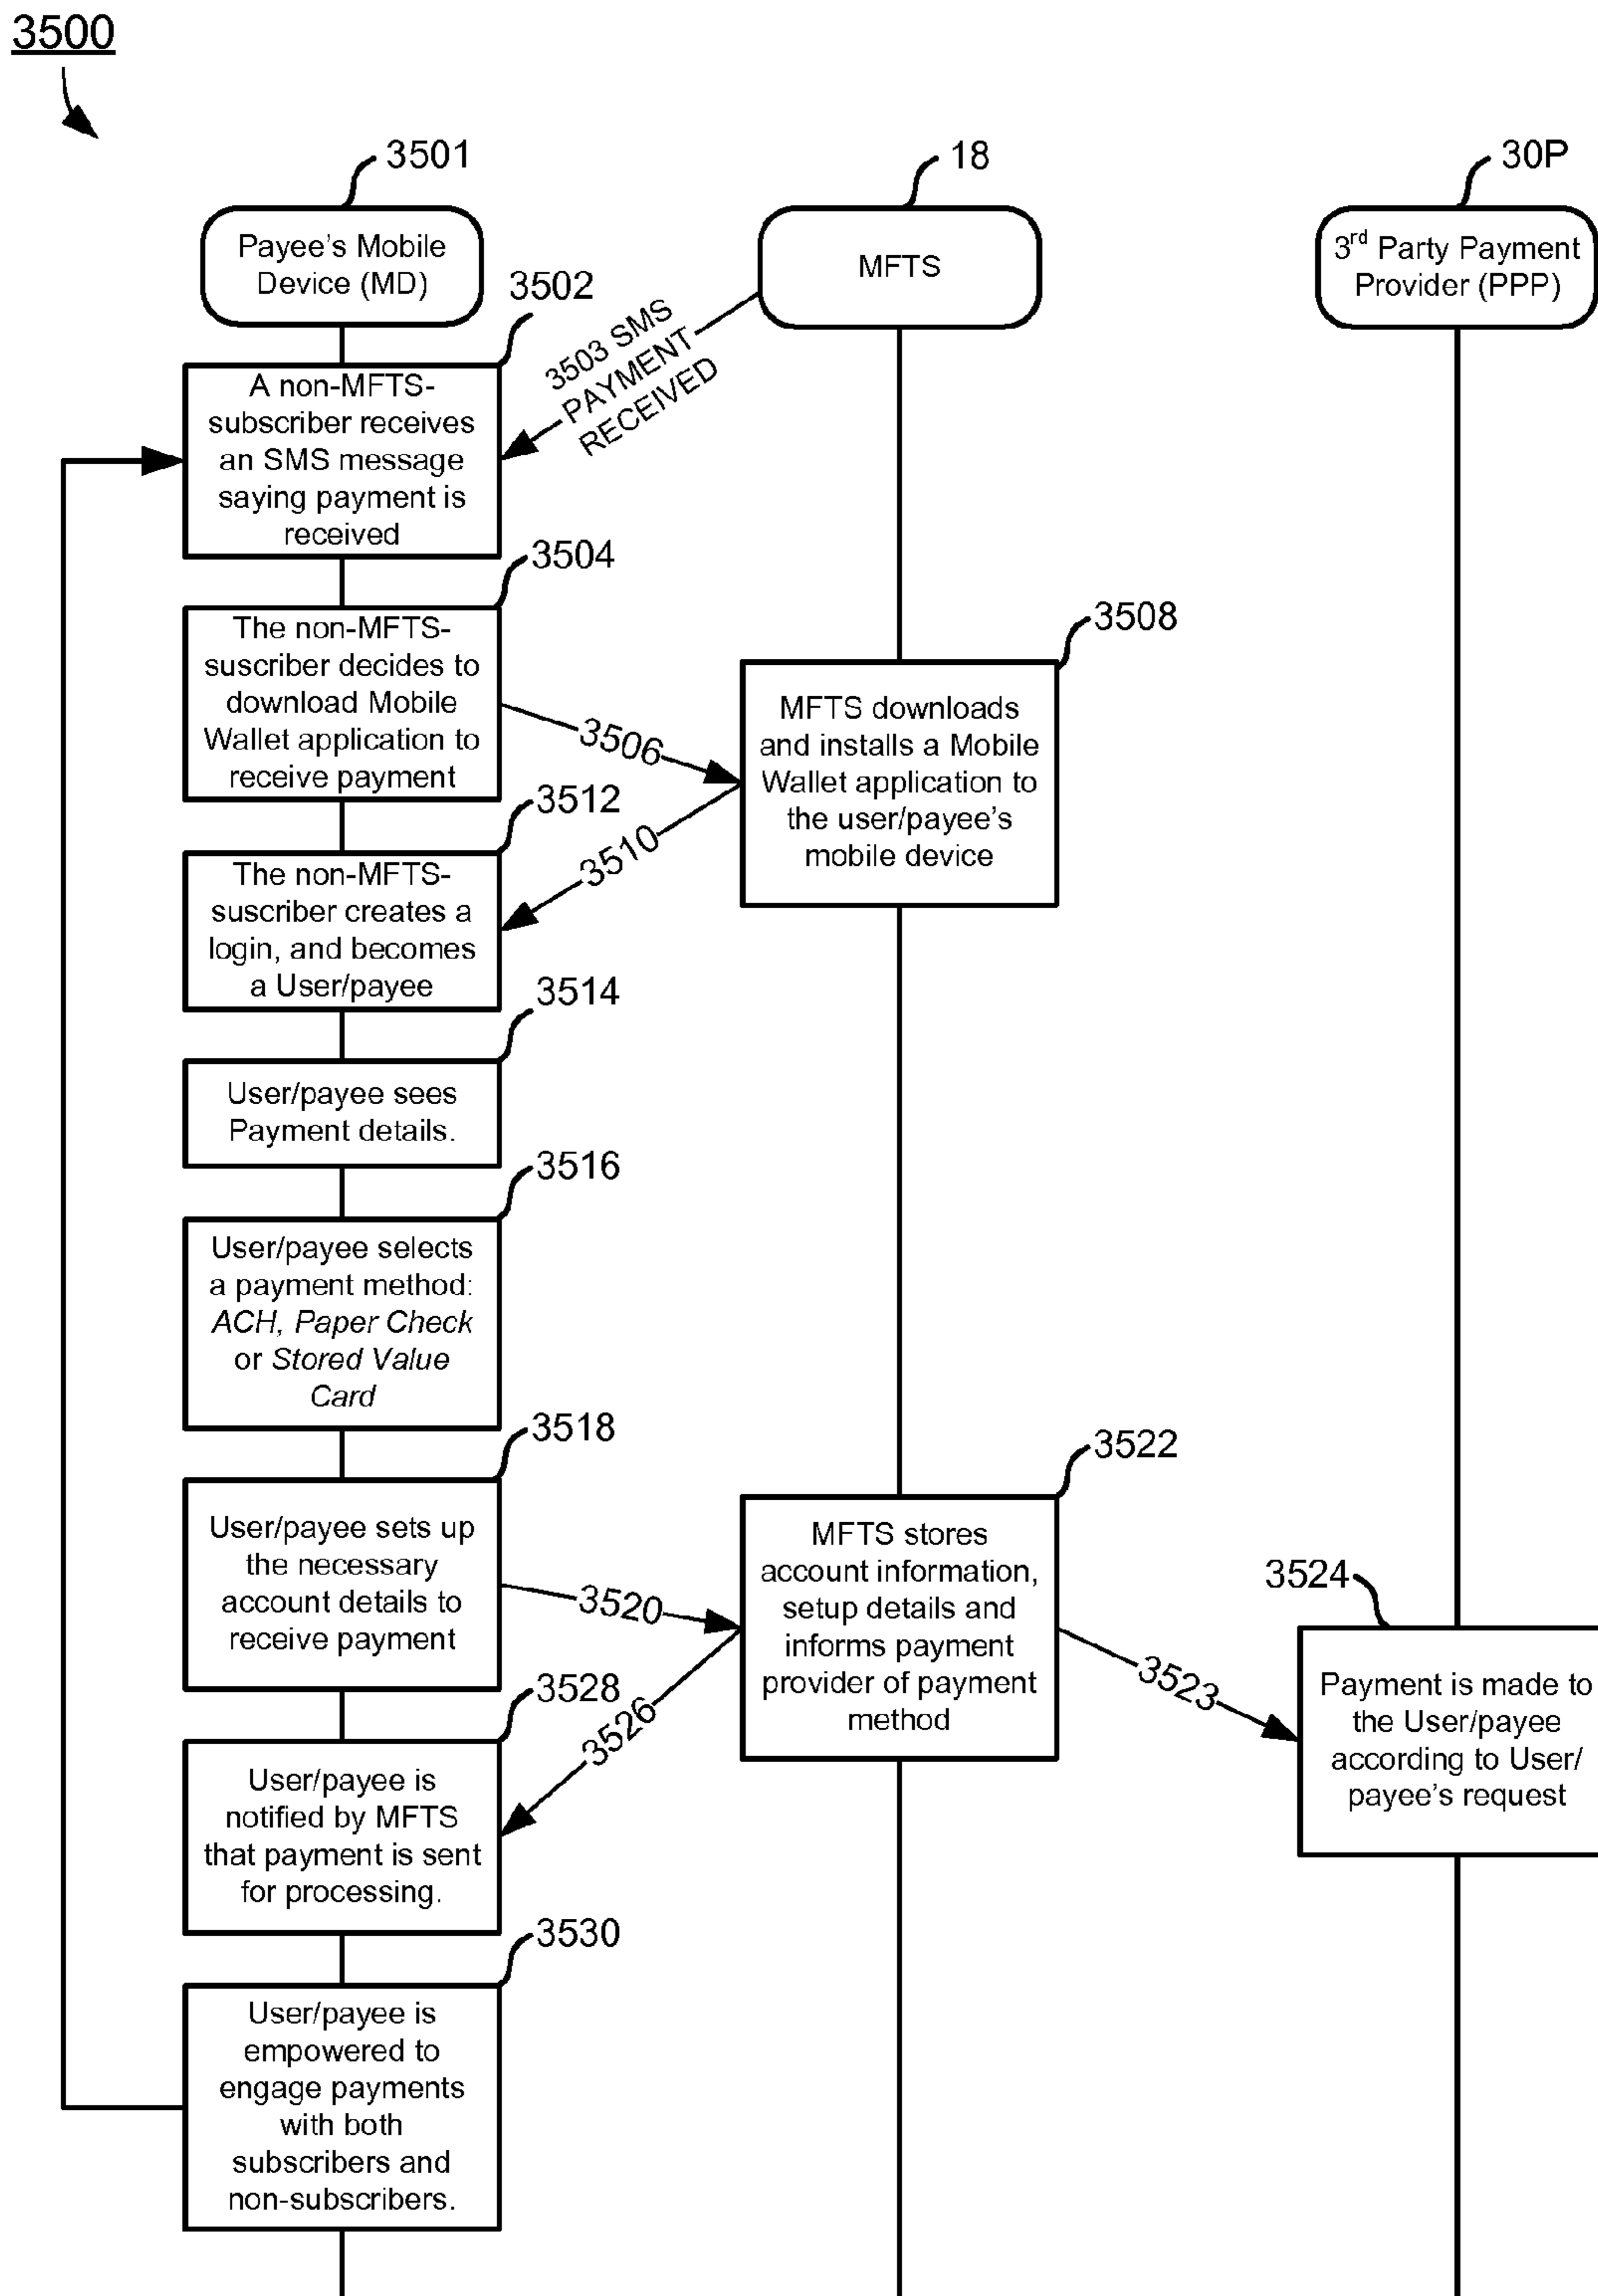 3500
3501
18
30P
Payee's Mobile
Device (MD)
MFTS
3rd Party Payment
Provider (PPP)
3502
3503 SMS
PAYMENT
RECEIVED
A non-MFTS-
subscriber receives
an SMS message
saying payment is
received
3504
The non-MFTS-
suscriber decides to
download Mobile
Wallet application to
receive payment
3506
3508
MFTS downloads
and installs a Mobile
Wallet application to
the user/payee's
mobile device
3510
3512
The non-MFTS-
suscriber creates a
login, and becomes
a User/payee
3514
User/payee sees
Payment details.
3516
User/payee selects
a payment method:
ACH, Paper Check
or Stored Value
Card
3518
User/payee sets up
the necessary
account details to
receive payment
3520
3522
MFTS stores
account information,
setup details and
informs payment
provider of payment
method
3523
3524
Payment is made to
the User/payee
according to User/
payee's request
3526
3528
User/payee is
notified by MFTS
that payment is sent
for processing.
3530
User/payee is
empowered to
engage payments
with both
subscribers and
non-subscribers.